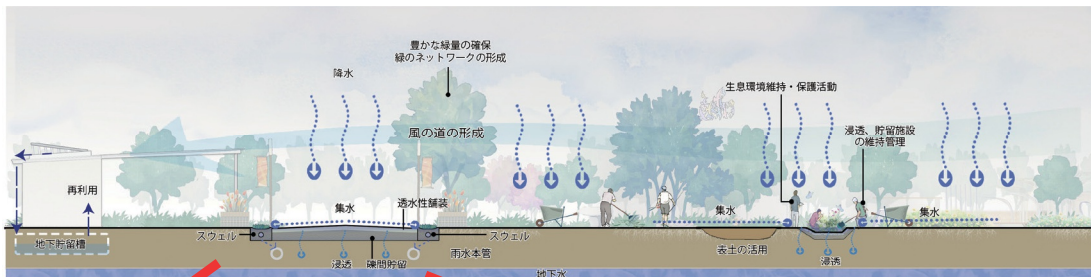 豊かな緑量の確保
緑のネットワークの形成
降水
生息環境維持・保護活動
風の道の形成
浸透、貯留施設
の維持管理
再利用
透水性舗装
集水
集水
集水
スウェル
スウェル
地下貯留槽
雨水本管
表土の活用
浸透
礫間貯留
浸透
地下水